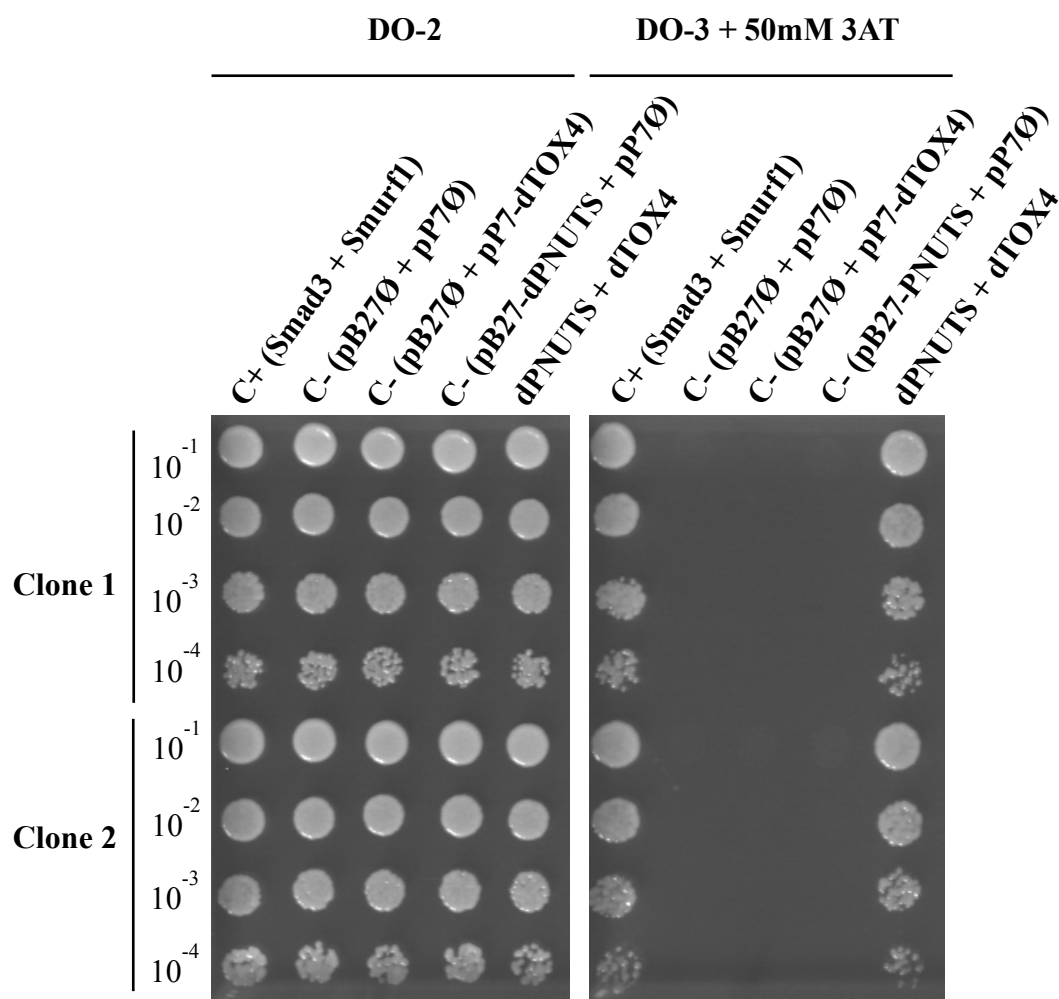 DO-2
DO-3 + 50mM 3AT
C+ (Smad3 + Smurf1)
C- (pB27Ø + pP7Ø)
C- (pB27Ø + pP7-dTOX4)
C- (pB27-dPNUTS + pP7Ø)
dPNUTS + dTOX4
C+ (Smad3 + Smurf1)
C- (pB27Ø + pP7Ø)
C- (pB27Ø + pP7-dTOX4)
C- (pB27-PNUTS + pP7Ø)
dPNUTS + dTOX4
Clone 1
10⁻¹
10⁻²
10⁻³
10⁻⁴
Clone 2
10⁻¹
10⁻²
10⁻³
10⁻⁴